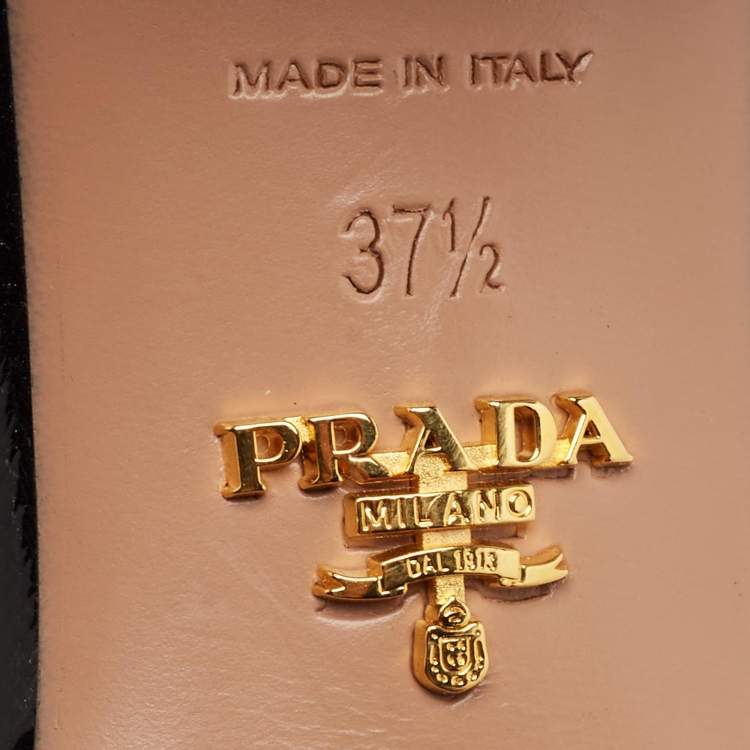 MADE IN ITALY
37½
PRADA
MILANO
DAL 1913